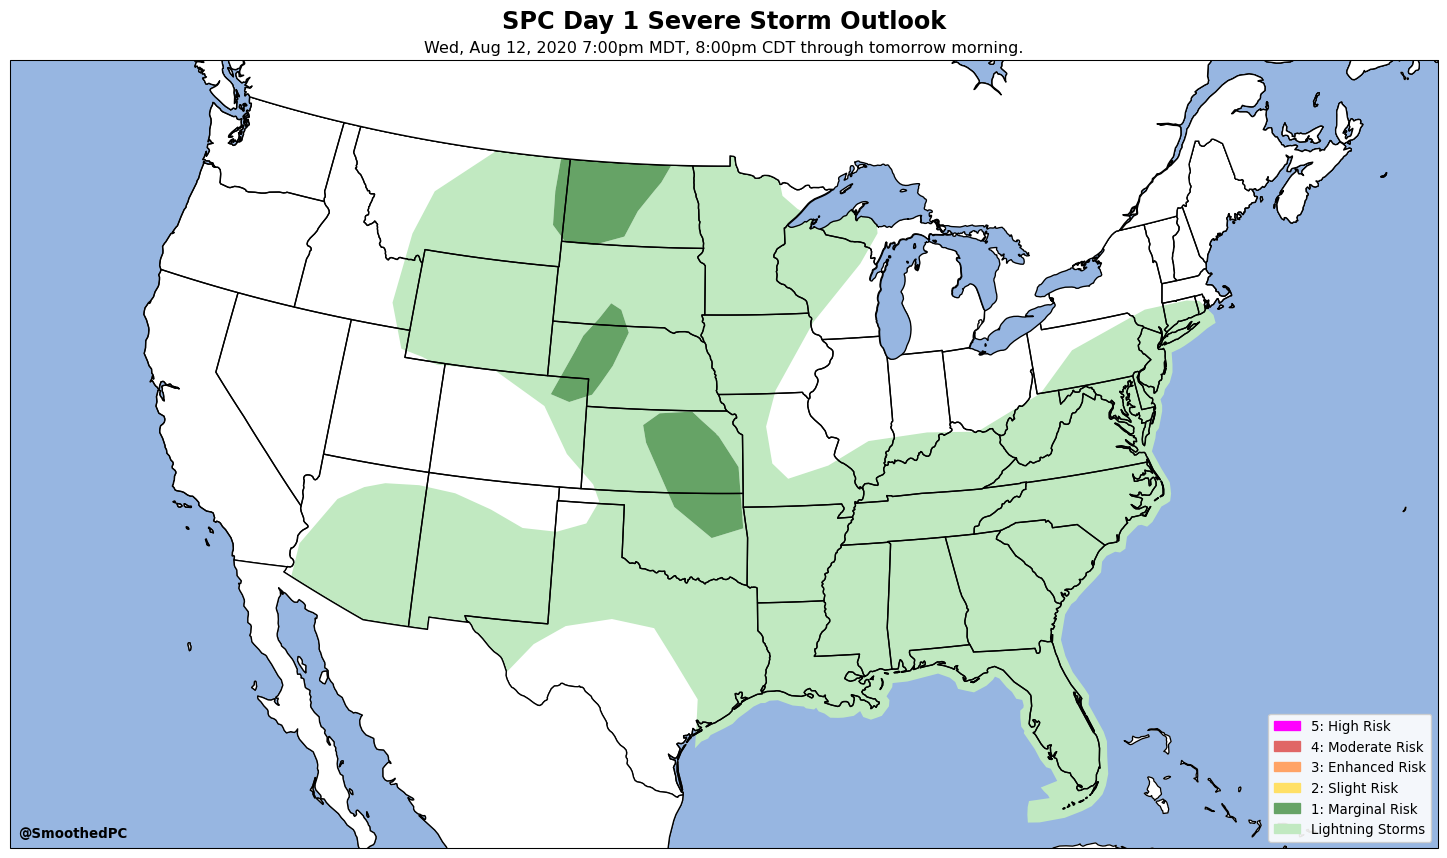 SPC Day 1 Severe Storm Outlook
Wed, Aug 12, 2020 7:00pm MDT, 8:00pm CDT through tomorrow morning.
5: High Risk
4: Moderate Risk
3: Enhanced Risk
2: Slight Risk
1: Marginal Risk
Lightning Storms
@SmoothedPC